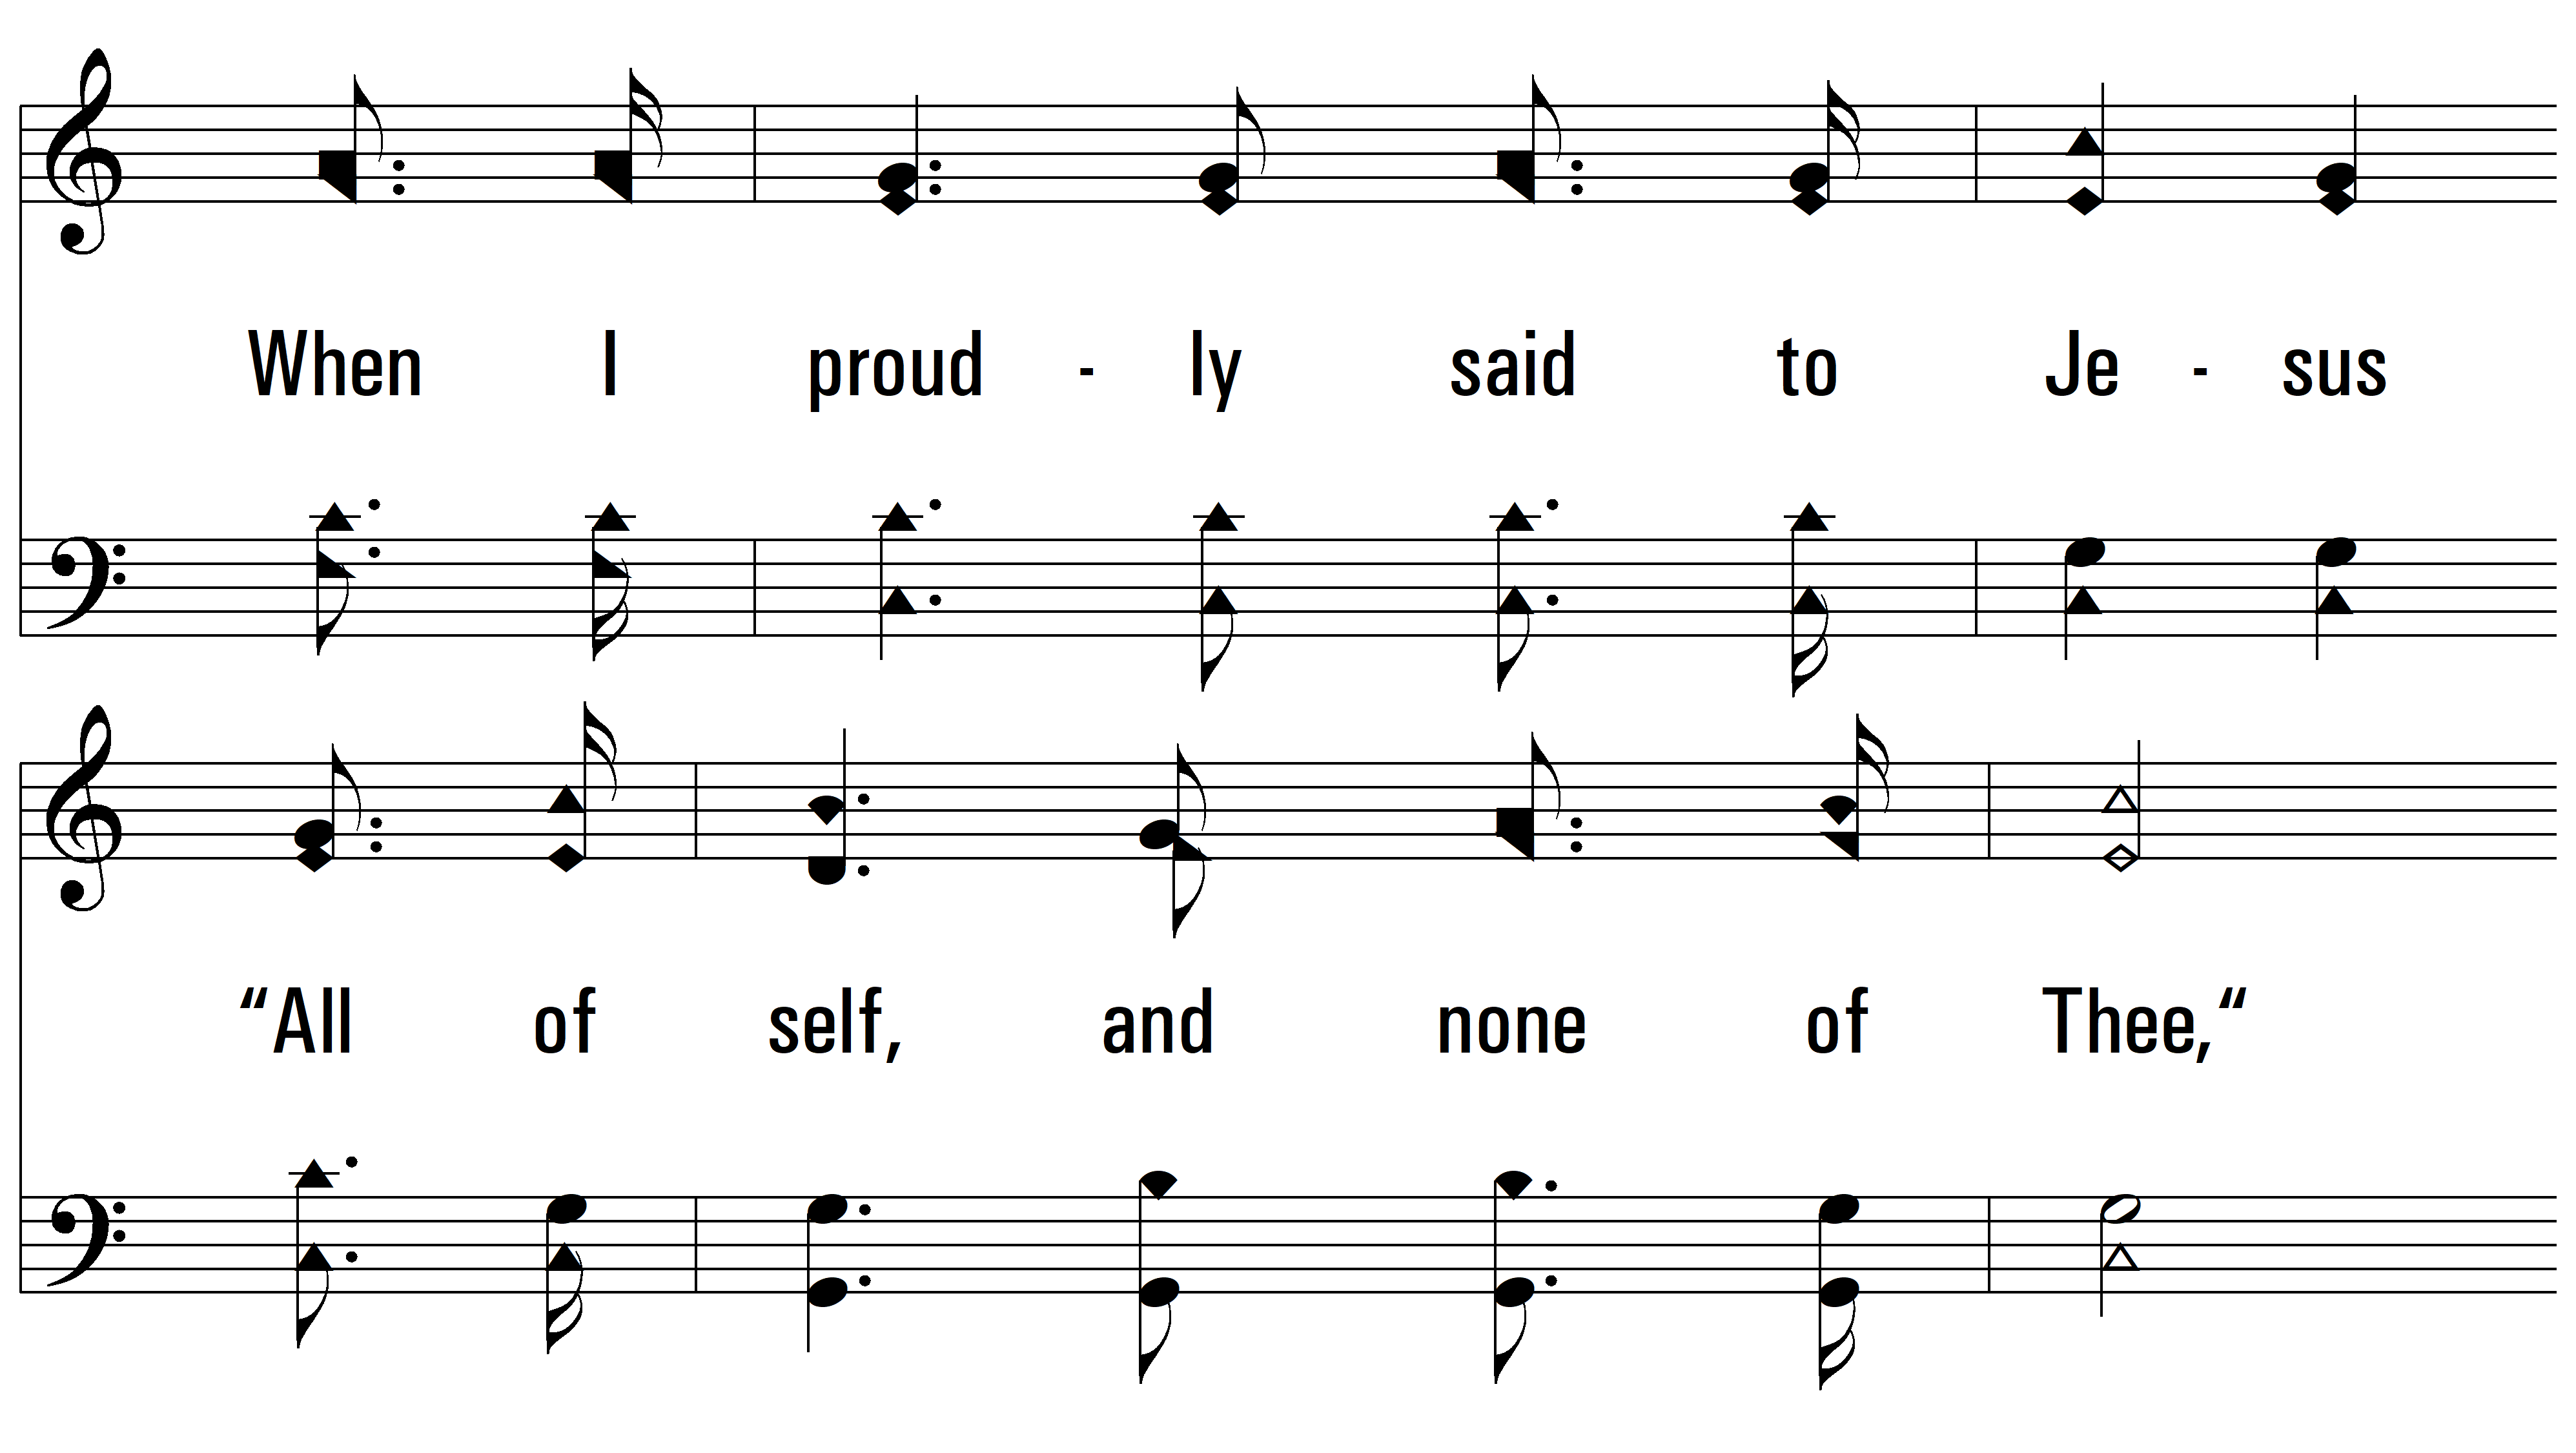 When I proud - ly said to Je - sus
“All of self, and none of Thee,“